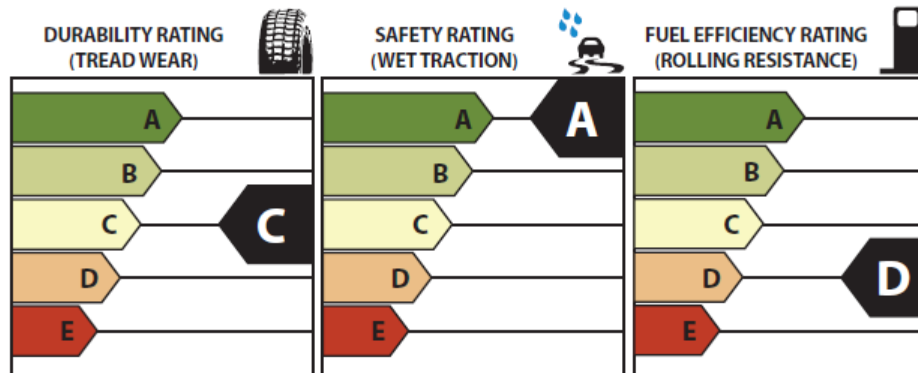 DURABILITY RATING
(TREAD WEAR)
A
B
C
D
E
C
SAFETY RATING
(WET TRACTION)
A
B
C
D
E
A
FUEL EFFICIENCY RATING
(ROLLING RESISTANCE)
A
B
C
D
E
D